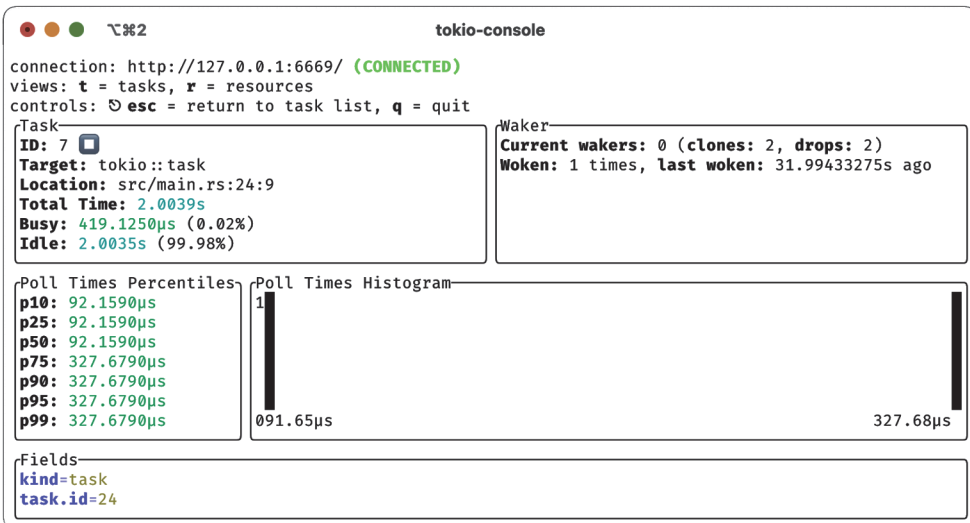 ⌥⌘2
tokio-console
connection: http://127.0.0.1:6669/ (CONNECTED)
views: t = tasks, r = resources
controls: ⎋ esc = return to task list, q = quit
Task
ID: 7 ⏹
Target: tokio::task
Location: src/main.rs:24:9
Total Time: 2.0039s
Busy: 419.1250µs (0.02%)
Idle: 2.0035s (99.98%)
Waker
Current wakers: 0 (clones: 2, drops: 2)
Woken: 1 times, last woken: 31.99433275s ago
Poll Times Percentiles
p10: 92.1590µs
p25: 92.1590µs
p50: 92.1590µs
p75: 327.6790µs
p90: 327.6790µs
p95: 327.6790µs
p99: 327.6790µs
Poll Times Histogram
1
091.65µs
327.68µs
Fields
kind=task
task.id=24